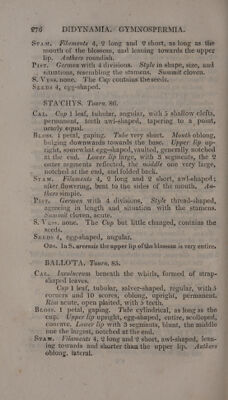 276 DIDYNAMIA. GYMNOSPERMIA.
STAM. Filaments 4, 2 long and 2 short, as long as the
mouth of the blossom, and leaning towards the upper
lip. Anthers roundish.
PIST. Germen with 4 divisions. Style in shape, size, and
situations, resembling the stamens. Summit cloven.
S. VESS. none. The Cup contains the seeds.
SEEDS 4, egg-shaped.
STACHYS. Tourn. 86.
CAL. Cup 1 leaf, tubular, angular, with 5 shallow clefts,
permanent, teeth awl-shaped, tapering to a point,
nearly equal.
BLOSS. 1 petal, gaping. Tube very short. Mouth oblong,
bulging downwards towards the base. Upper lip up-
right, somewhat egg-shaped, vaulted, generally notched
at the end. Lower lip large, with 3 segments, the 2
outer segments reflected, the middle one very large,
notched at the end, and folded back.
STAM. Filaments 4, 2 long and 2 short, awl-shaped;
after flowering, bent to the sides of the mouth. An-
thers simple.
PIST. Germen with 4 divisions. Style thread-shaped,
agreeing in length and situation with the stamens.
Summit cloven, acute.
S. VESS. none. The Cup but little changed, contains the
seeds.
SEEDS 4, egg-shaped, angular.
OBS. In S. arvensis the upper lip of the blossom is very entire.
BALLOTA. Tourn. 85.
CAL. Involucrum beneath the whirls, formed of strap-
shaped leaves.
Cup 1 leaf, tubular, salver-shaped, regular, with 5
corners and 10 scores, oblong, upright, permanent.
Rim acute, open plaited, with 5 teeth.
BLOSS. 1 petal, gaping. Tube cylindrical, as long as the
cup. Upper lip upright, egg-shaped, entire, scolloped,
concave. Lower lip with 3 segments, blunt, the middle
one the largest, notched at the end.
STAM. Filaments 4, 2 long and 2 short, awl-shaped, lean-
ing towards and shorter than the upper lip. Anthers
oblong, lateral.